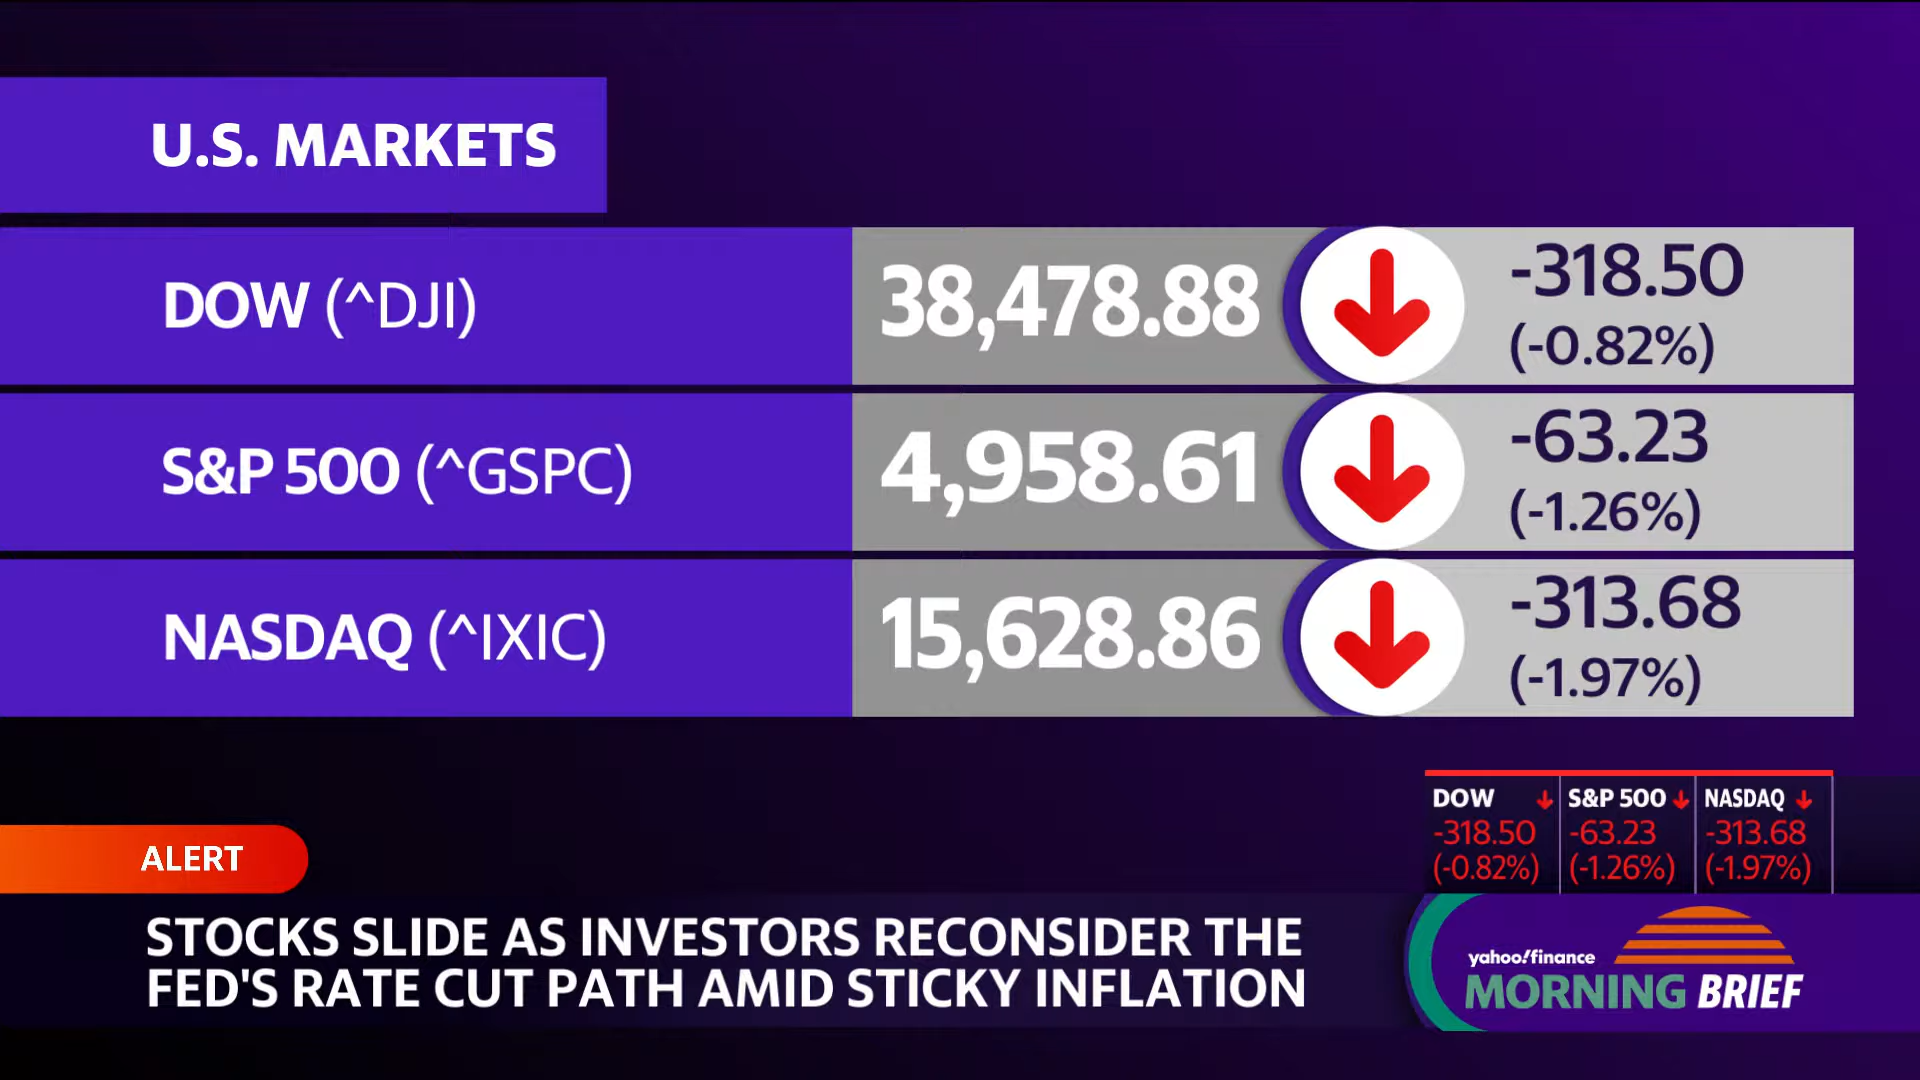 U.S. MARKETS
DOW (^DJI)
38,478.88
-318.50
(-0.82%)
S&P 500 (^GSPC)
4,958.61
-63.23
(-1.26%)
NASDAQ (^IXIC)
15,628.86
-313.68
(-1.97%)
DOW
-318.50
(-0.82%)
S&P 500
-63.23
(-1.26%)
NASDAQ
-313.68
(-1.97%)
ALERT
STOCKS SLIDE AS INVESTORS RECONSIDER THE
FED'S RATE CUT PATH AMID STICKY INFLATION
yahoo!finance
MORNING BRIEF